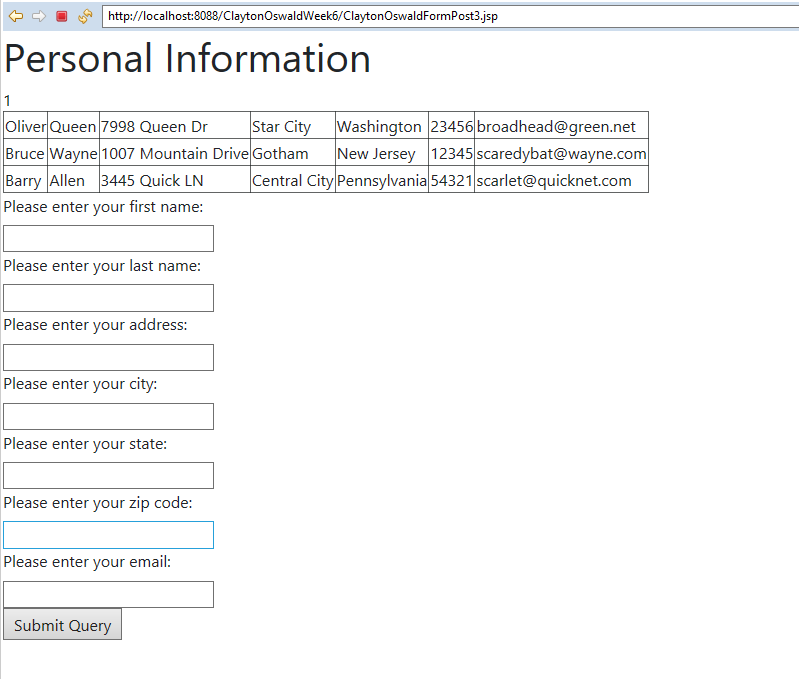 http://localhost:8088/ClaytonOswaldWeek6/ClaytonOswaldFormPost3.jsp
Personal Information
1
Oliver Queen 7998 Queen Dr Star City Washington 23456 broadhead@green.net
Bruce Wayne 1007 Mountain Drive Gotham New Jersey 12345 scaredybat@wayne.com
Barry Allen 3445 Quick LN Central City Pennsylvania 54321 scarlet@quicknet.com
Please enter your first name:
Please enter your last name:
Please enter your address:
Please enter your city:
Please enter your state:
Please enter your zip code:
Please enter your email:
Submit Query